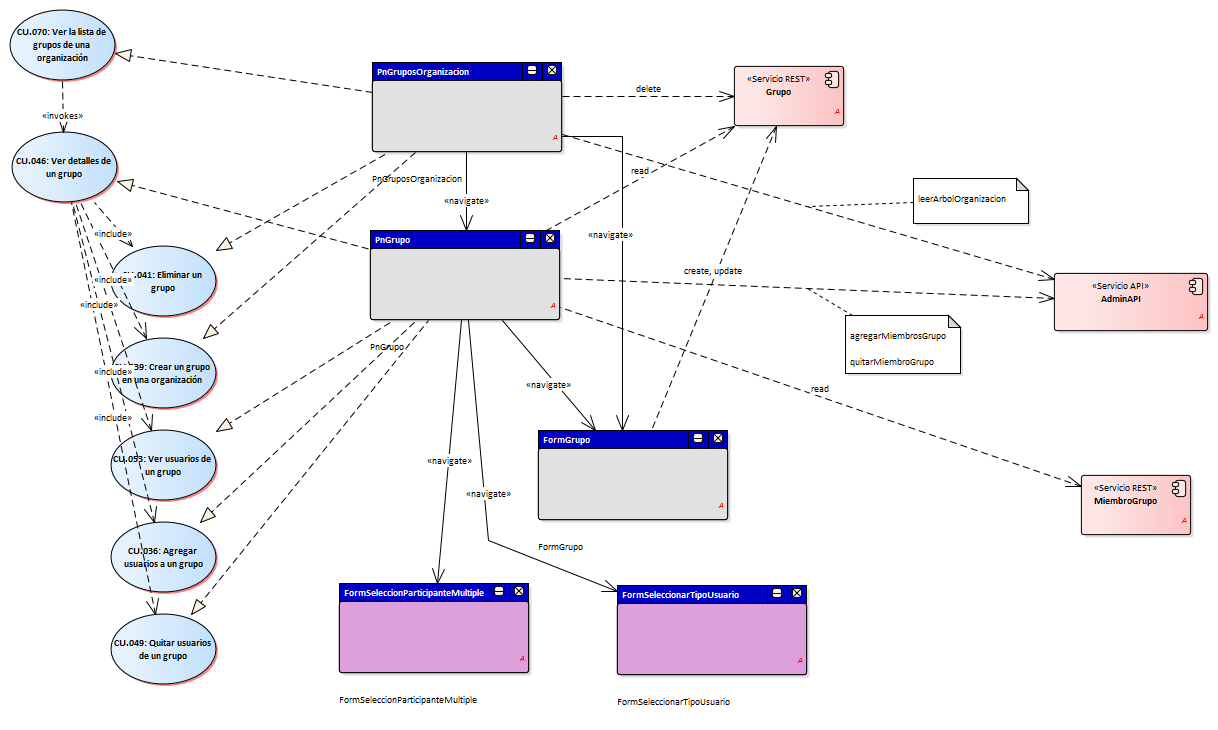 CU.070: Ver la lista de
grupos de una
organización
«invokes»
CU.046: Ver detalles de
un grupo
«include»
.041: Eliminar un
grupo
«include»
«include»
39: Crear un grupo
en una organización
«include»
«include»
CU.053: Ver usuarios de
un grupo
CU.036: Agregar
usuarios a un grupo
CU.049: Quitar usuarios
de un grupo
PnGruposOrganizacion
A
PnGruposOrganizacion
«navigate»
PnGrupo
A
PnGrupo
delete
read
«navigate»
create, update
«navigate»
«navigate»
«navigate»
FormGrupo
A
FormGrupo
FormSeleccionParticipanteMultiple
A
FormSeleccionParticipanteMultiple
FormSeleccionarTipoUsuario
A
FormSeleccionarTipoUsuario
«Servicio REST»
Grupo
A
leerArbolOrganizacion
«Servicio API»
AdminAPI
A
agregarMiembrosGrupo
quitarMiembroGrupo
read
«Servicio REST»
MiembroGrupo
A